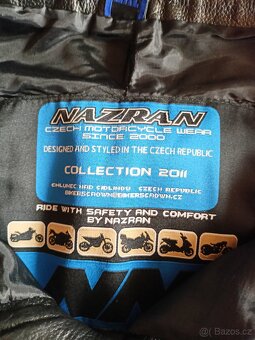 NAZRAN
CZECH MOTORCYCLE WEAR
SINCE 2000
DESIGNED AND STYLED IN THE CZECH REPUBLIC
COLLECTION 2011
CHLUMEC NAD CIDLINOU CZECH REPUBLIC
RIDE WITH SAFETY AND COMFORT
BY NAZRAN
sbazos.cz